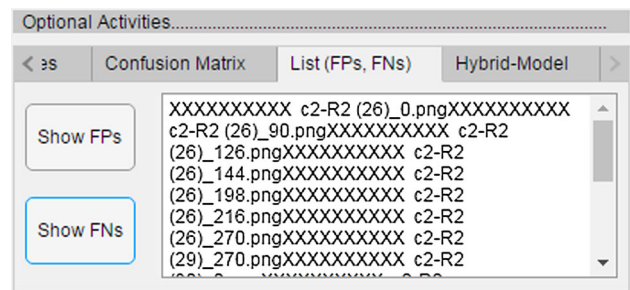 Optional Activities..............................................................................................
es Confusion Matrix List (FPs, FNs) Hybrid-Model
Show FPs
Show FNs
XXXXXXXXXX c2-R2 (26)_0.pngXXXXXXXXXX
c2-R2 (26)_90.pngXXXXXXXXXX c2-R2
(26)_126.pngXXXXXXXXXX c2-R2
(26)_144.pngXXXXXXXXXX c2-R2
(26)_198.pngXXXXXXXXXX c2-R2
(26)_216.pngXXXXXXXXXX c2-R2
(26)_270.pngXXXXXXXXXX c2-R2
(29)_270.pngXXXXXXXXXX c2-R2